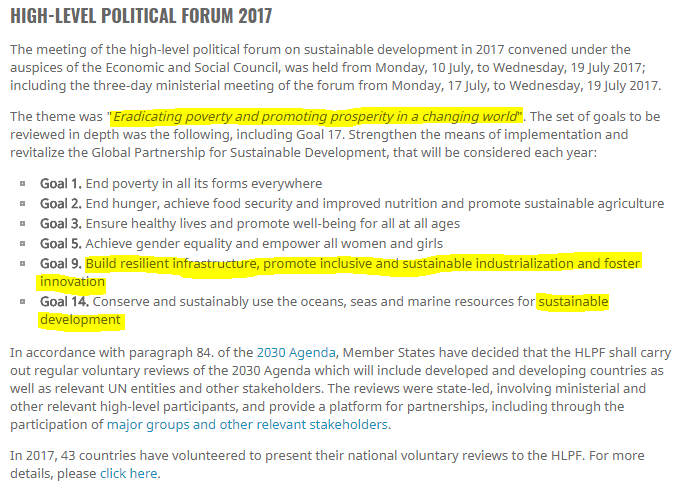 HIGH-LEVEL POLITICAL FORUM 2017
The meeting of the high-level political forum on sustainable development in 2017 convened under the
auspices of the Economic and Social Council, was held from Monday, 10 July, to Wednesday, 19 July 2017;
including the three-day ministerial meeting of the forum from Monday, 17 July, to Wednesday, 19 July 2017.
The theme was "Eradicating poverty and promoting prosperity in a changing world". The set of goals to be
reviewed in depth was the following, including Goal 17. Strengthen the means of implementation and
revitalize the Global Partnership for Sustainable Development, that will be considered each year:
Goal 1. End poverty in all its forms everywhere
Goal 2. End hunger, achieve food security and improved nutrition and promote sustainable agriculture
Goal 3. Ensure healthy lives and promote well-being for all at all ages
Goal 5. Achieve gender equality and empower all women and girls
Goal 9. Build resilient infrastructure, promote inclusive and sustainable industrialization and foster
innovation
Goal 14. Conserve and sustainably use the oceans, seas and marine resources for sustainable
development
In accordance with paragraph 84. of the 2030 Agenda, Member States have decided that the HLPF shall carry
out regular voluntary reviews of the 2030 Agenda which will include developed and developing countries as
well as relevant UN entities and other stakeholders. The reviews were state-led, involving ministerial and
other relevant high-level participants, and provide a platform for partnerships, including through the
participation of major groups and other relevant stakeholders.
In 2017, 43 countries have volunteered to present their national voluntary reviews to the HLPF. For more
details, please click here.